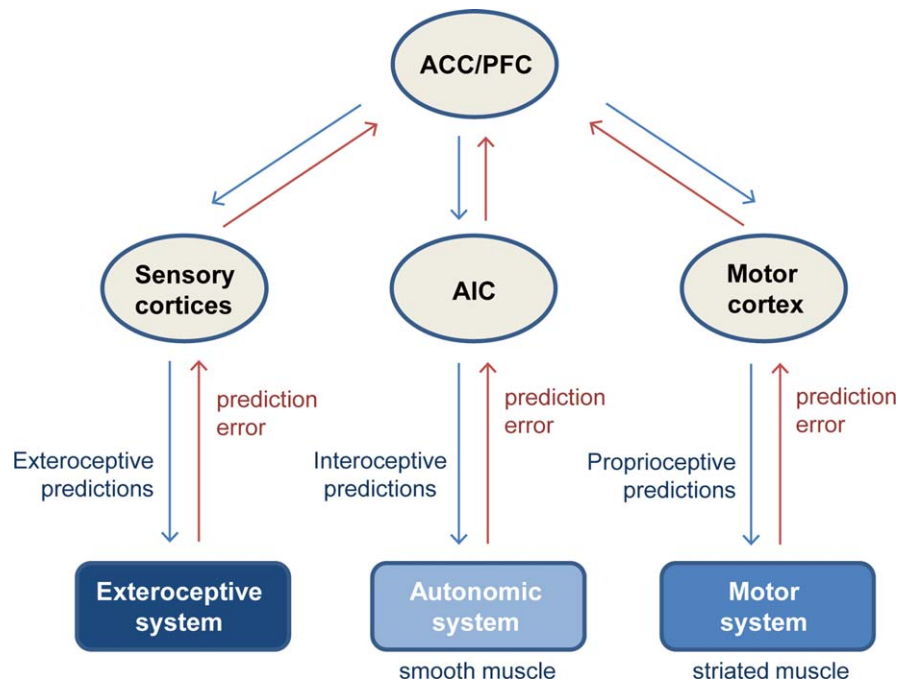 ACC/PFC
Sensory
cortices
AIC
Motor
cortex
prediction
error
Exteroceptive
predictions
prediction
error
Interoceptive
predictions
prediction
error
Proprioceptive
predictions
Exteroceptive
system
Autonomic
system
smooth muscle
Motor
system
striated muscle